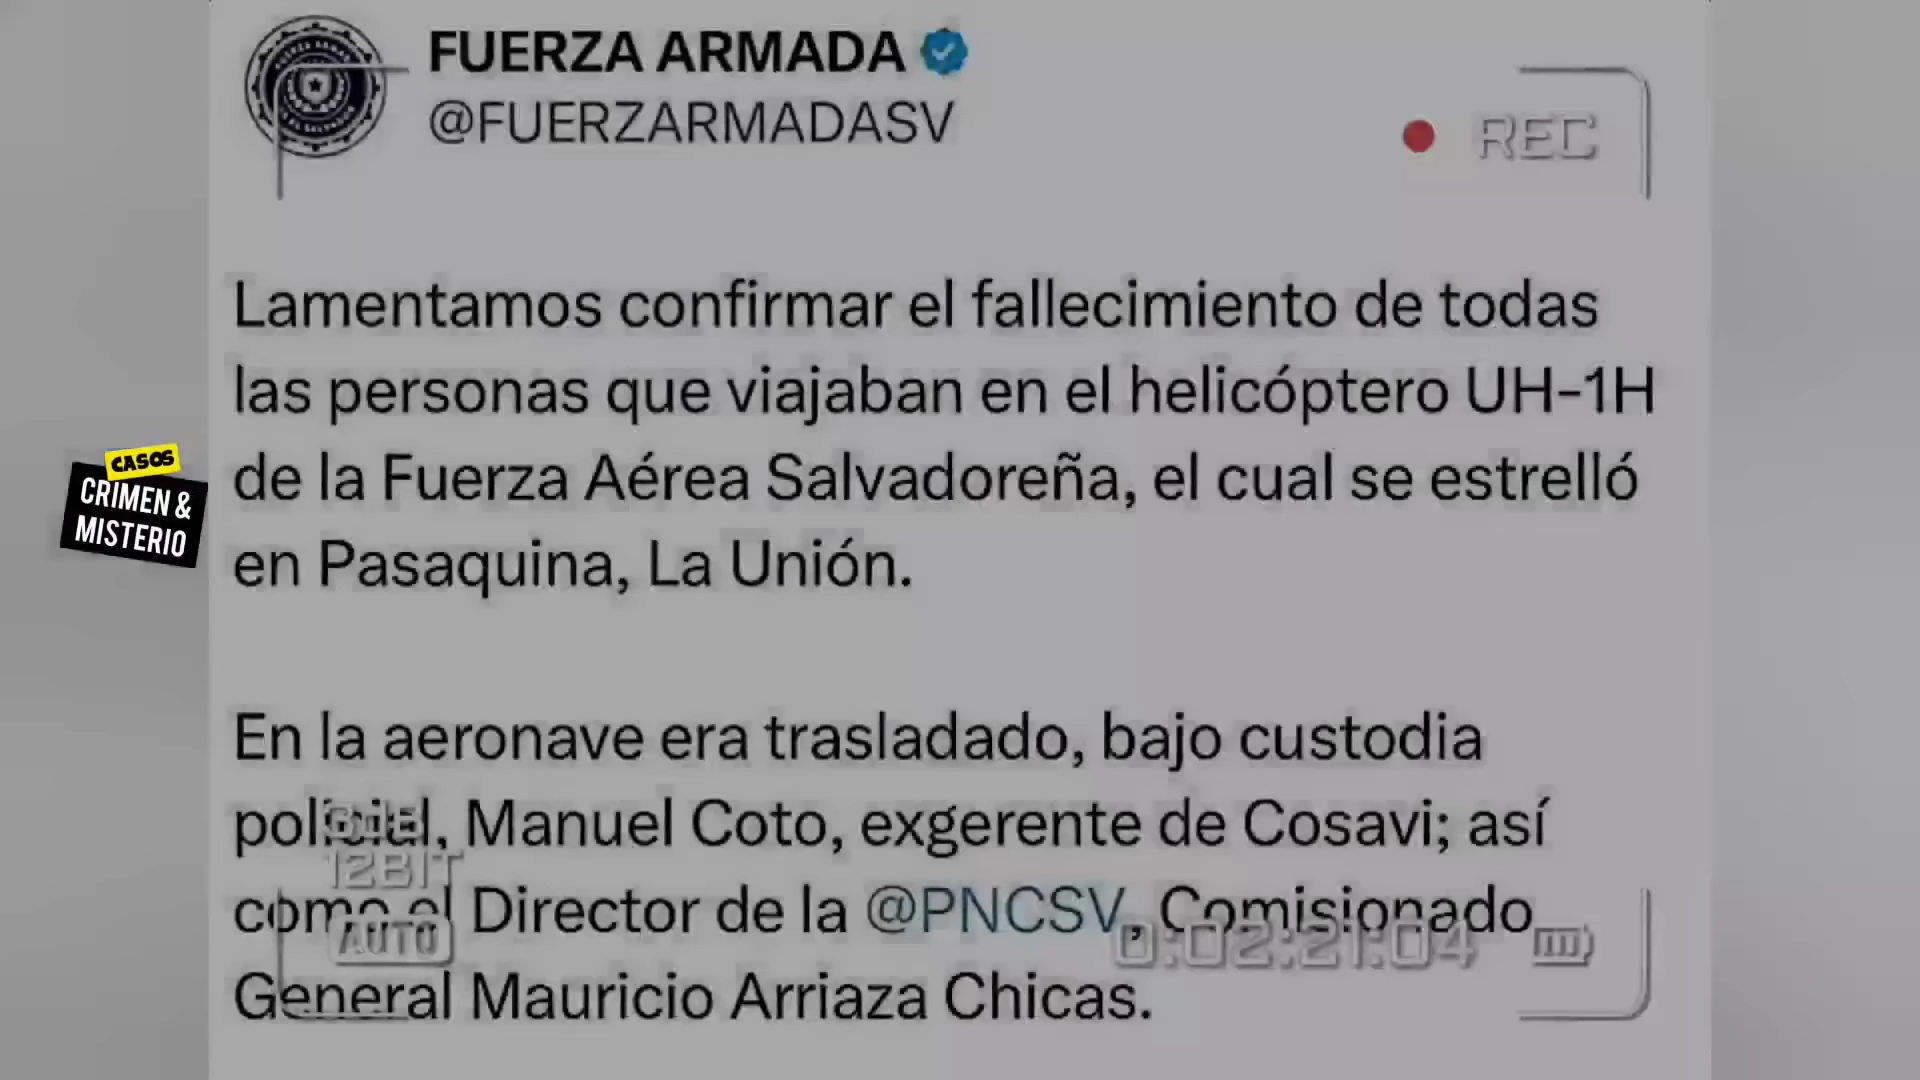 FUERZA ARMADA
@FUERZARMADASV
REC
Lamentamos confirmar el fallecimiento de todas
las personas que viajaban en el helicóptero UH-1H
de la Fuerza Aérea Salvadoreña, el cual se estrelló
en Pasaquina, La Unión.
CASOS
CRIMEN &
MISTERIO
En la aeronave era trasladado, bajo custodia
policial, Manuel Coto, exgerente de Cosavi; así
como el Director de la @PNCSV, Comisionado
General Mauricio Arriaza Chicas.
12BIT
AUTO
0:02:21:04